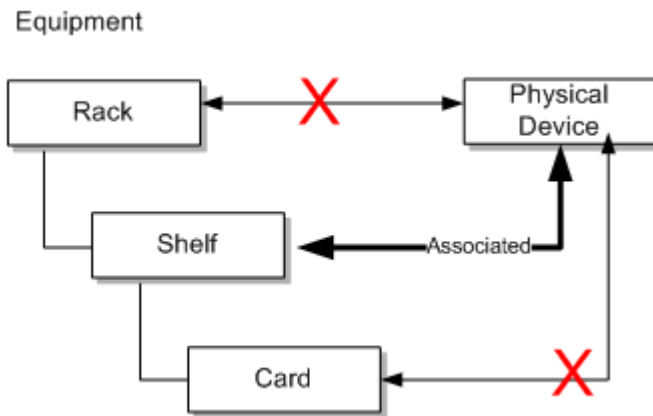 Equipment
Rack
Physical
Device
Shelf
Associated
Card